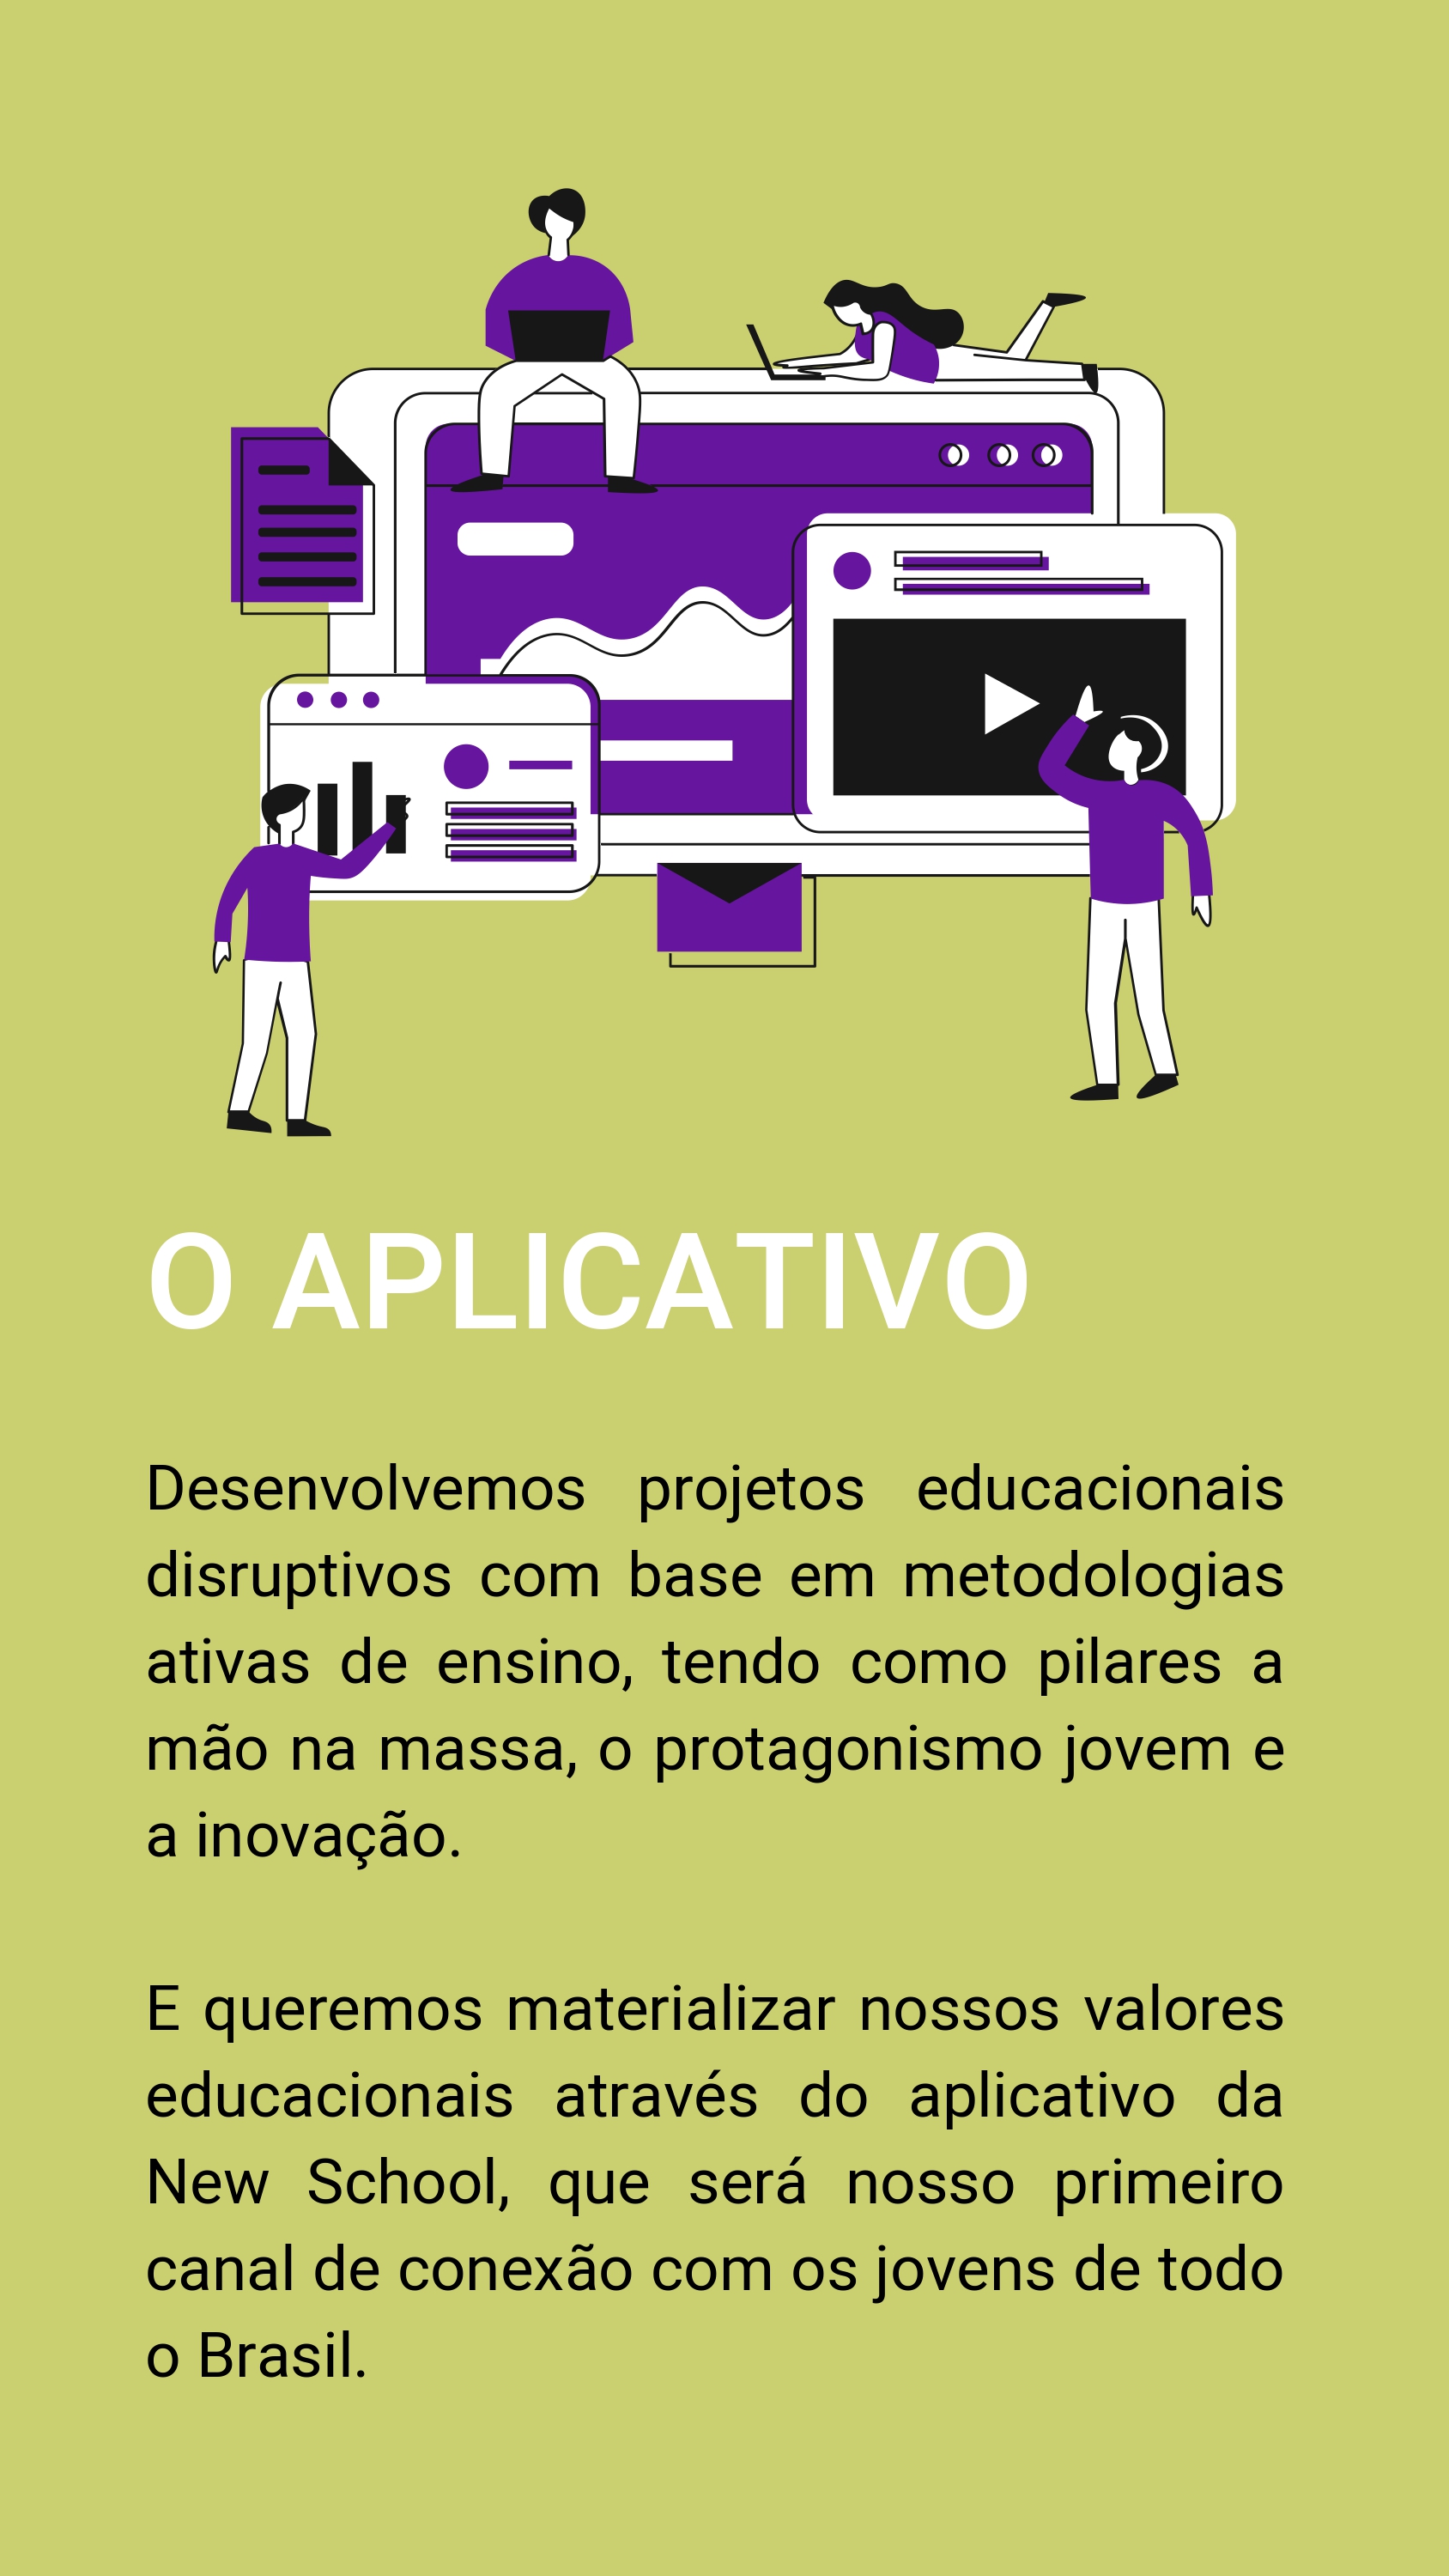 O APLICATIVO
Desenvolvemos projetos educacionais
disruptivos com base em metodologias
ativas de ensino, tendo como pilares a
mão na massa, o protagonismo jovem e
a inovação.
E queremos materializar nossos valores
educacionais através do aplicativo da
New School, que será nosso primeiro
canal de conexão com os jovens de todo
o Brasil.